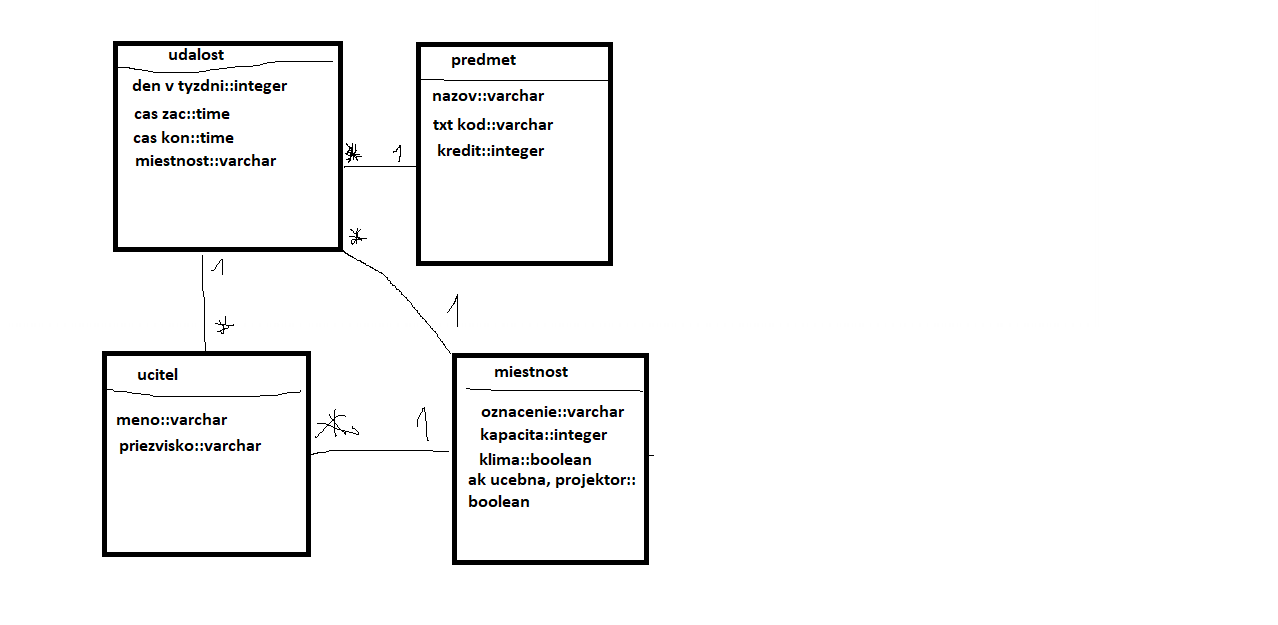 udalost
den v tyzdni::integer
cas zac::time
cas kon::time
miestnost::varchar
predmet
nazov::varchar
txt kod::varchar
kredit::integer
* 1
*
1
1
*
ucitel
meno::varchar
priezvisko::varchar
* 1
miestnost
oznacenie::varchar
kapacita::integer
klima::boolean
ak ucebna, projektor::
boolean